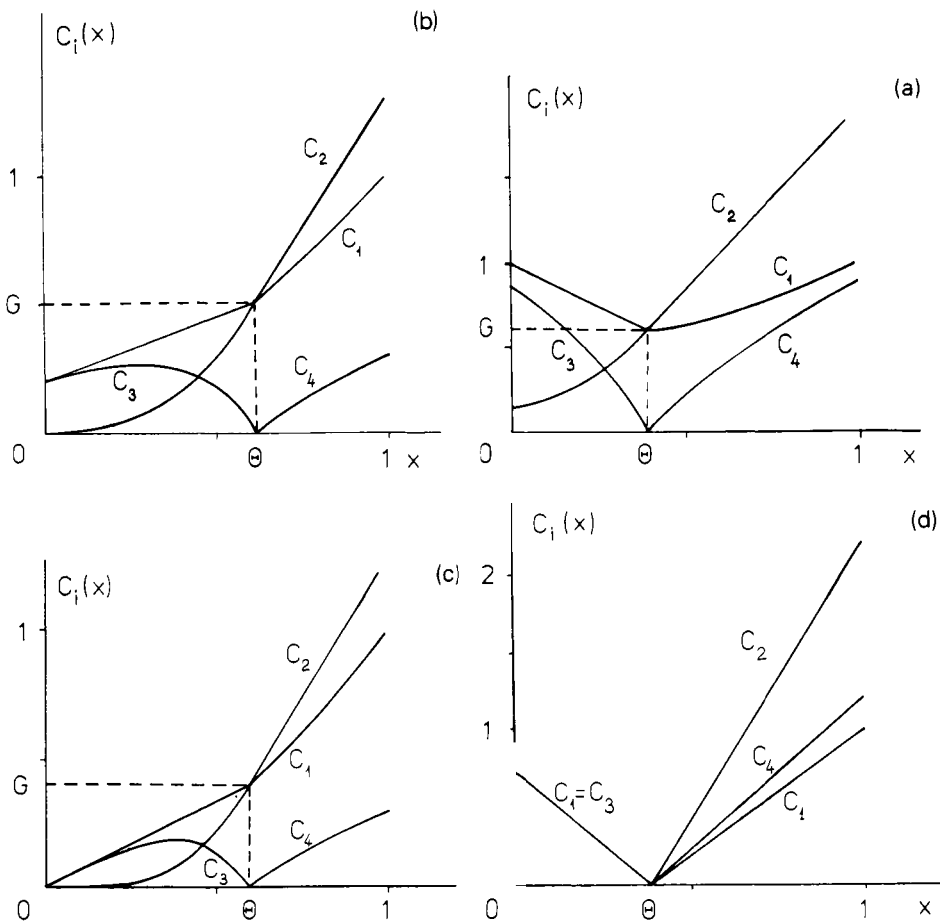 C_i(x)
(b)
C_2
1
C_1
G
C_3
C_4
0
Θ
1
x
C_i(x)
(a)
C_2
1
C_1
G
C_3
C_4
0
Θ
1
x
C_i(x)
(c)
1
C_2
C_1
G
C_3
C_4
0
Θ
1
x
C_i(x)
(d)
2
C_2
1
C_4
C_1=C_3
C_1
0
Θ
1
x